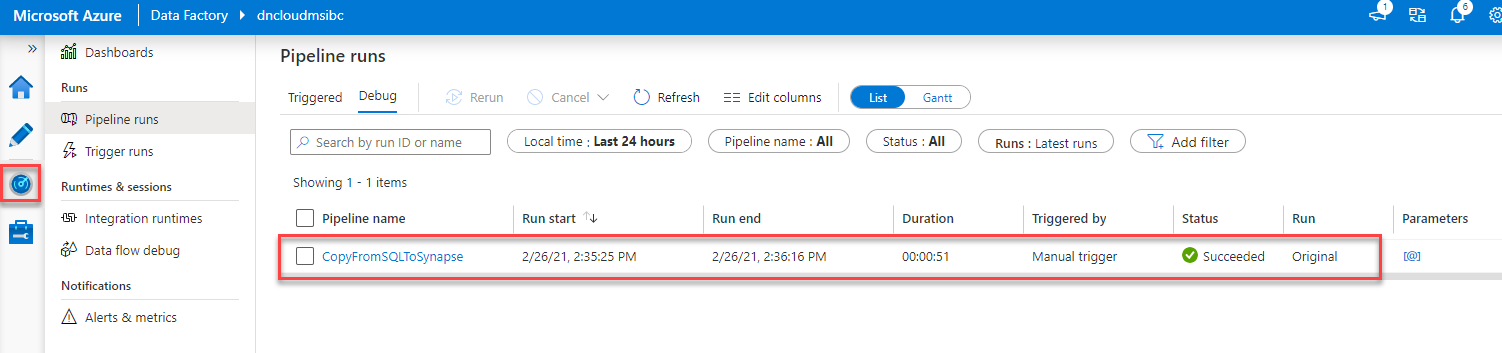 Microsoft Azure Data Factory dncloudmsibc 1 6
»
Dashboards
Runs
Pipeline runs
Trigger runs
Runtimes & sessions
Integration runtimes
Data flow debug
Notifications
Alerts & metrics
Pipeline runs
Triggered Debug Rerun Cancel Refresh Edit columns List Gantt
Search by run ID or name Local time : Last 24 hours Pipeline name : All Status : All Runs : Latest runs Add filter
Showing 1 - 1 items
Pipeline name Run start ↑↓ Run end Duration Triggered by Status Run Parameters
CopyFromSQLToSynapse 2/26/21, 2:35:25 PM 2/26/21, 2:36:16 PM 00:00:51 Manual trigger Succeeded Original [@]